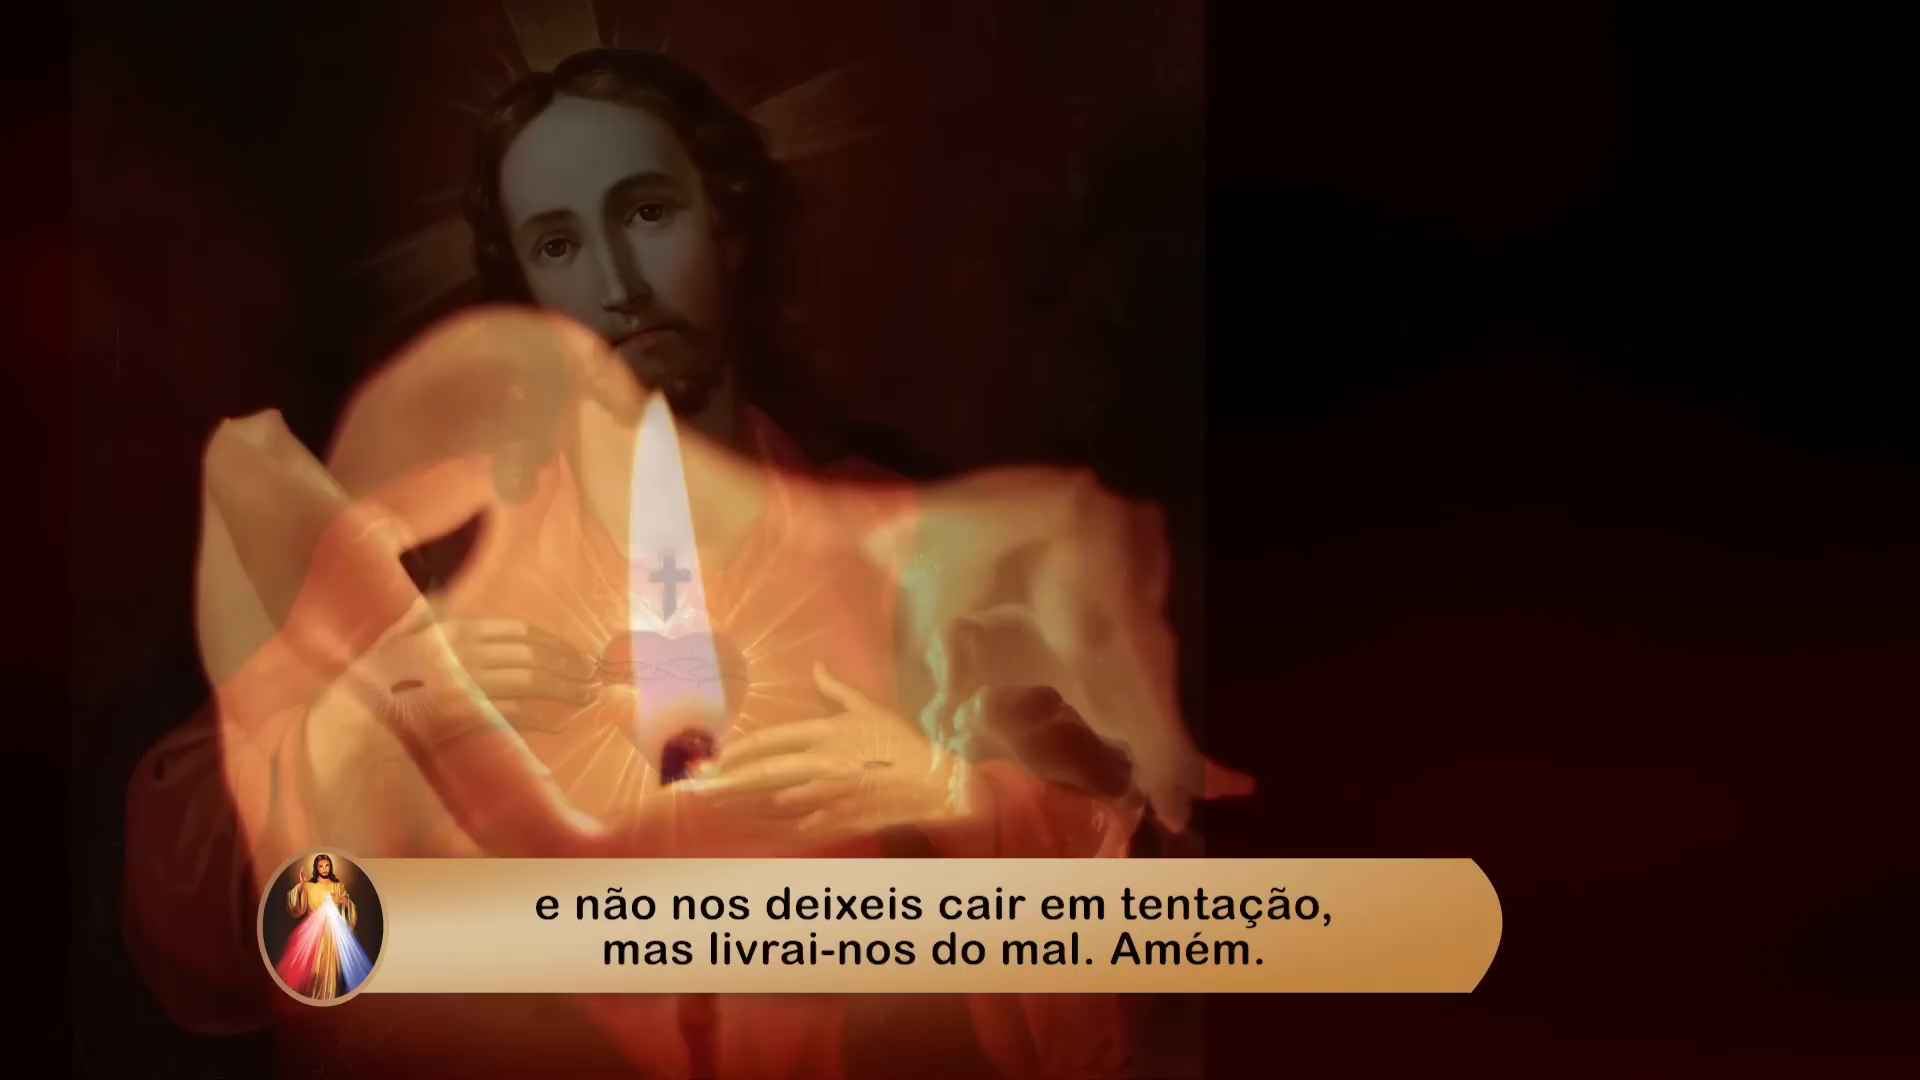 e não nos deixeis cair em tentação,
mas livrai-nos do mal. Amém.